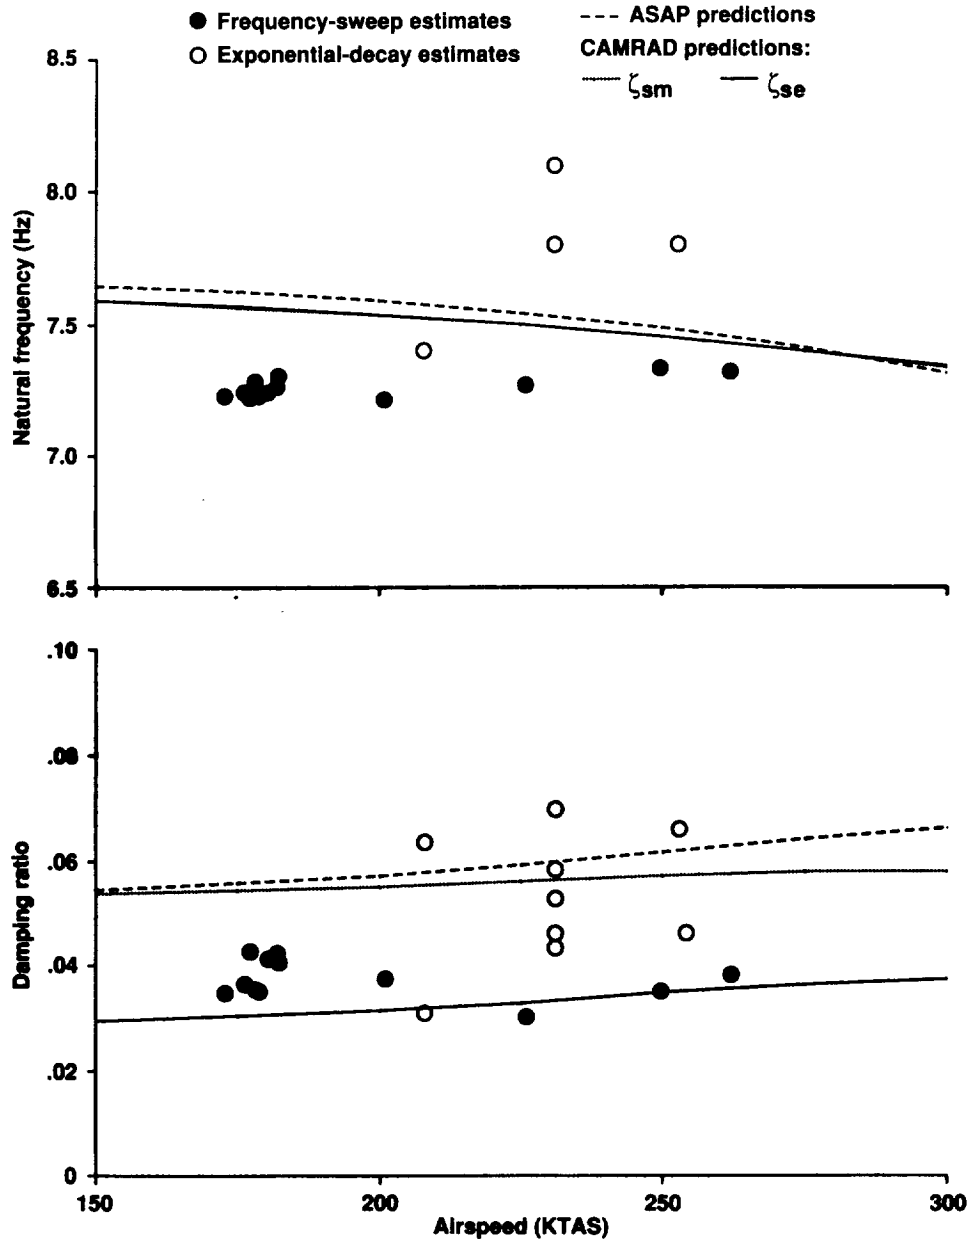 Frequency-sweep estimates
Exponential-decay estimates
ASAP predictions
CAMRAD predictions:
ζsm ζse
8.5
8.0
7.5
7.0
6.5
Natural frequency (Hz)
.10
.08
.06
.04
.02
0
Damping ratio
150 200 250 300
Airspeed (KTAS)